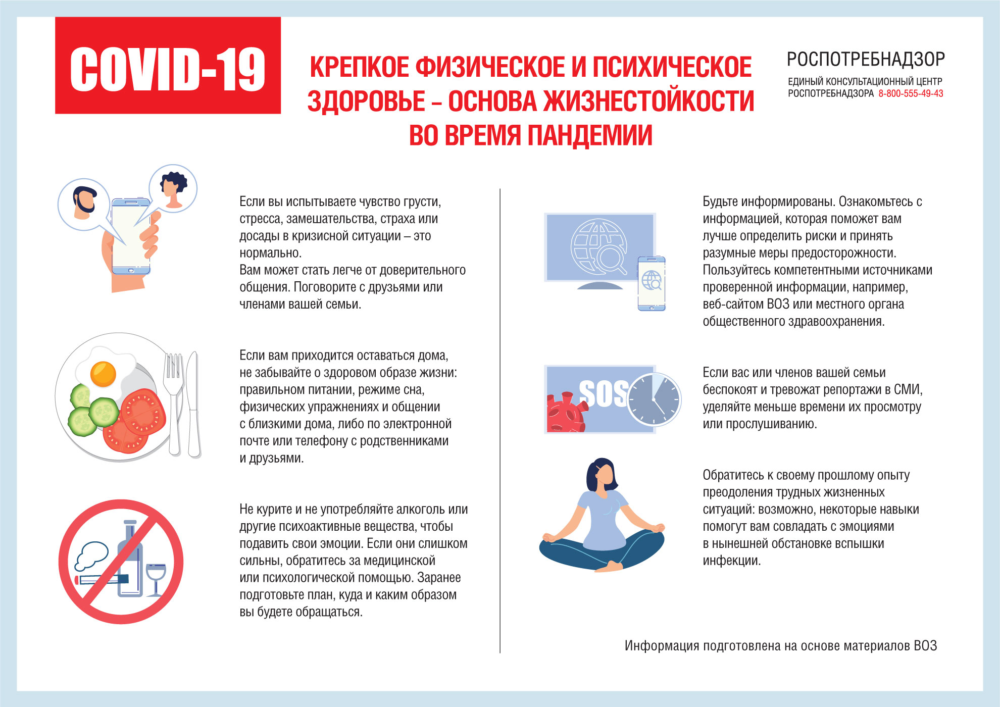 COVID-19
КРЕПКОЕ ФИЗИЧЕСКОЕ И ПСИХИЧЕСКОЕ
ЗДОРОВЬЕ – ОСНОВА ЖИЗНЕСТОЙКОСТИ
ВО ВРЕМЯ ПАНДЕМИИ
РОСПОТРЕБНАДЗОР
ЕДИНЫЙ КОНСУЛЬТАЦИОННЫЙ ЦЕНТР
РОСПОТРЕБНАДЗОРА 8-800-555-49-43
Если вы испытываете чувство грусти,
стресса, замешательства, страха или
досады в кризисной ситуации – это
нормально.
Вам может стать легче от доверительного
общения. Поговорите с друзьями или
членами вашей семьи.
Если вам приходится оставаться дома,
не забывайте о здоровом образе жизни:
правильном питании, режиме сна,
физических упражнениях и общении
с близкими дома, либо по электронной
почте или телефону с родственниками
и друзьями.
Не курите и не употребляйте алкоголь или
другие психоактивные вещества, чтобы
подавить свои эмоции. Если они слишком
сильны, обратитесь за медицинской
или психологической помощью. Заранее
подготовьте план, куда и каким образом
вы будете обращаться.
Будьте информированы. Ознакомьтесь с
информацией, которая поможет вам
лучше определить риски и принять
разумные меры предосторожности.
Пользуйтесь компетентными источниками
проверенной информации, например,
веб-сайтом ВОЗ или местного органа
общественного здравоохранения.
SOS
Если вас или членов вашей семьи
беспокоят и тревожат репортажи в СМИ,
уделяйте меньше времени их просмотру
или прослушиванию.
Обратитесь к своему прошлому опыту
преодоления трудных жизненных
ситуаций: возможно, некоторые навыки
помогут вам совладать с эмоциями
в нынешней обстановке вспышки
инфекции.
Информация подготовлена на основе материалов ВОЗ